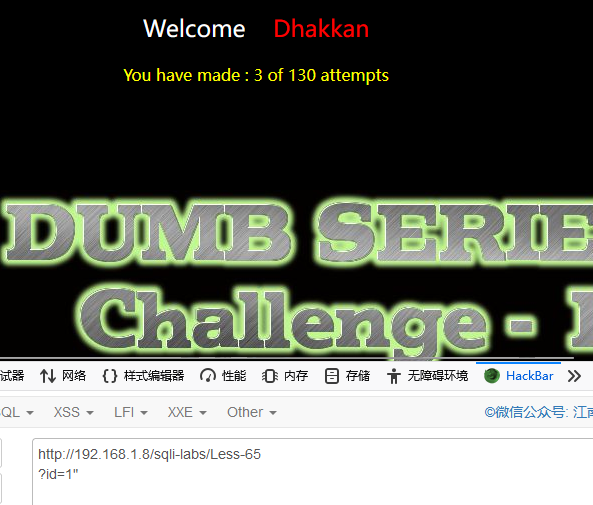 Welcome Dhakkan
You have made : 3 of 130 attempts
DUMB SERIE
Challenge -
试器 网络 {} 样式编辑器 性能 内存 存储 无障碍环境 HackBar
QL XSS LFI XXE Other ©微信公众号: 江南
http://192.168.1.8/sqli-labs/Less-65
?id=1"